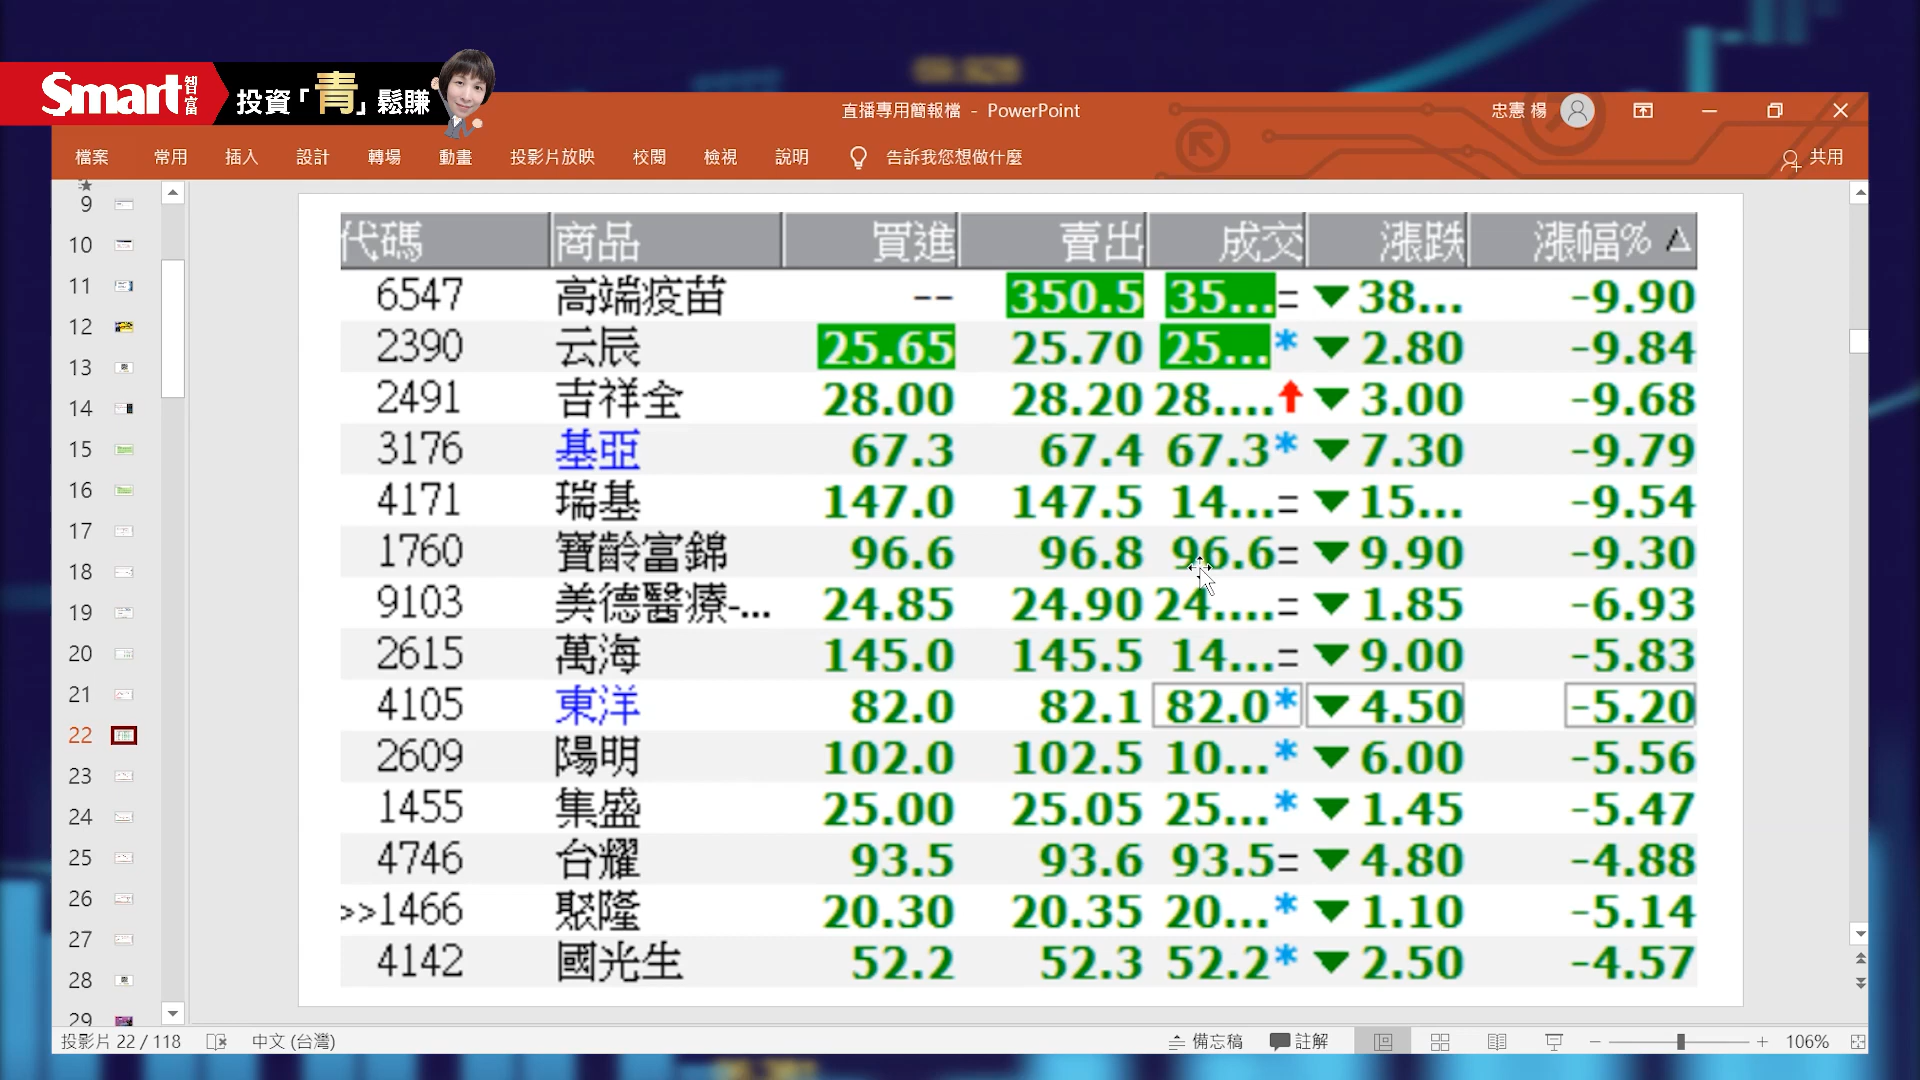 Smart智富
投資「青」鬆賺
直播專用簡報檔 - PowerPoint
忠憲 楊
檔案 常用 插入 設計 轉場 動畫 投影片放映 校閱 檢視 說明 告訴我您想做什麼 共用
9
10
11
12
13
14
15
16
17
18
19
20
21
22
23
24
25
26
27
28
29
代碼 商品 買進 賣出 成交 漲跌 漲幅% △
6547 高端疫苗 -- 350.5 35...= ▼ 38... -9.90
2390 云辰 25.65 25.70 25...* ▼ 2.80 -9.84
2491 吉祥全 28.00 28.20 28....⬆ ▼ 3.00 -9.68
3176 基亞 67.3 67.4 67.3* ▼ 7.30 -9.79
4171 瑞基 147.0 147.5 14...= ▼ 15... -9.54
1760 寶齡富錦 96.6 96.8 96.6= ▼ 9.90 -9.30
9103 美德醫療-... 24.85 24.90 24....= ▼ 1.85 -6.93
2615 萬海 145.0 145.5 14...= ▼ 9.00 -5.83
4105 東洋 82.0 82.1 82.0* ▼ 4.50 -5.20
2609 陽明 102.0 102.5 10...* ▼ 6.00 -5.56
1455 集盛 25.00 25.05 25...* ▼ 1.45 -5.47
4746 台耀 93.5 93.6 93.5= ▼ 4.80 -4.88
>>1466 聚隆 20.30 20.35 20...* ▼ 1.10 -5.14
4142 國光生 52.2 52.3 52.2* ▼ 2.50 -4.57
投影片 22 / 118 中文 (台灣) 備忘稿 註解 106%